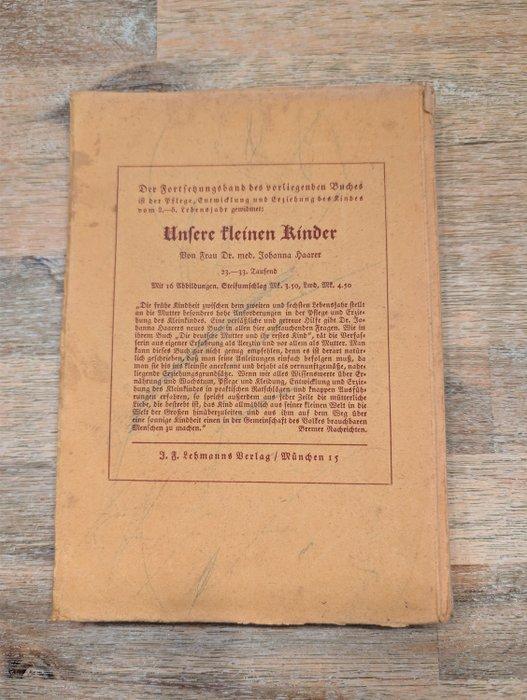 Der Fortsetzungsband des vorliegenden Buches
ist der Pflege, Entwicklung und Erziehung des Kindes
vom 2.–6. Lebensjahr gewidmet:
Unsere kleinen Kinder
Von Frau Dr. med. Johanna Haarer
23.–33. Tausend
Mit 16 Abbildungen. Steifumschlag Mk. 3.50, Lwd. Mk. 4.50
„Die frühe Kindheit zwischen dem zweiten und sechsten Lebensjahr stellt
an die Mutter besonders hohe Anforderungen in der Pflege und Erzie-
hung des Kleinkindes. Eine verläßliche und getreue Hilfe gibt Dr. Jo-
hanna Haarers neues Buch in allen hier auftauchenden Fragen. Wie in
ihrem Buch „Die deutsche Mutter und ihr erstes Kind“, rät die Verfas-
serin aus eigener Erfahrung als Aerztin und vor allem als Mutter. Man
kann dieses Buch gar nicht genug empfehlen, denn es ist derart natür-
lich geschrieben, daß man seine Anleitungen einfach befolgen muß, da
man sie bis ins kleinste anerkennt und bejaht als vernunftgemäße, nahe-
liegende Erziehungsgrundsätze. Wenn wir alles Wissenswerte über Er-
nährung und Wachstum, Pflege und Kleidung, Entwicklung und Erzie-
hung des Kleinkindes in praktischen Ratschlägen und knappen Ausfüh-
rungen erfahren, so spricht außerdem aus jeder Zeile die mütterliche
Liebe, die bestrebt ist, das Kind allmählich aus seiner kleinen Welt in die
Welt der Großen hinüberzuleiten und aus ihm auf dem Weg über
eine sonnige Kindheit einen in der Gemeinschaft des Volkes brauchbaren
Menschen zu machen.“ Bremer Nachrichten.
J. F. Lehmanns Verlag / München 15